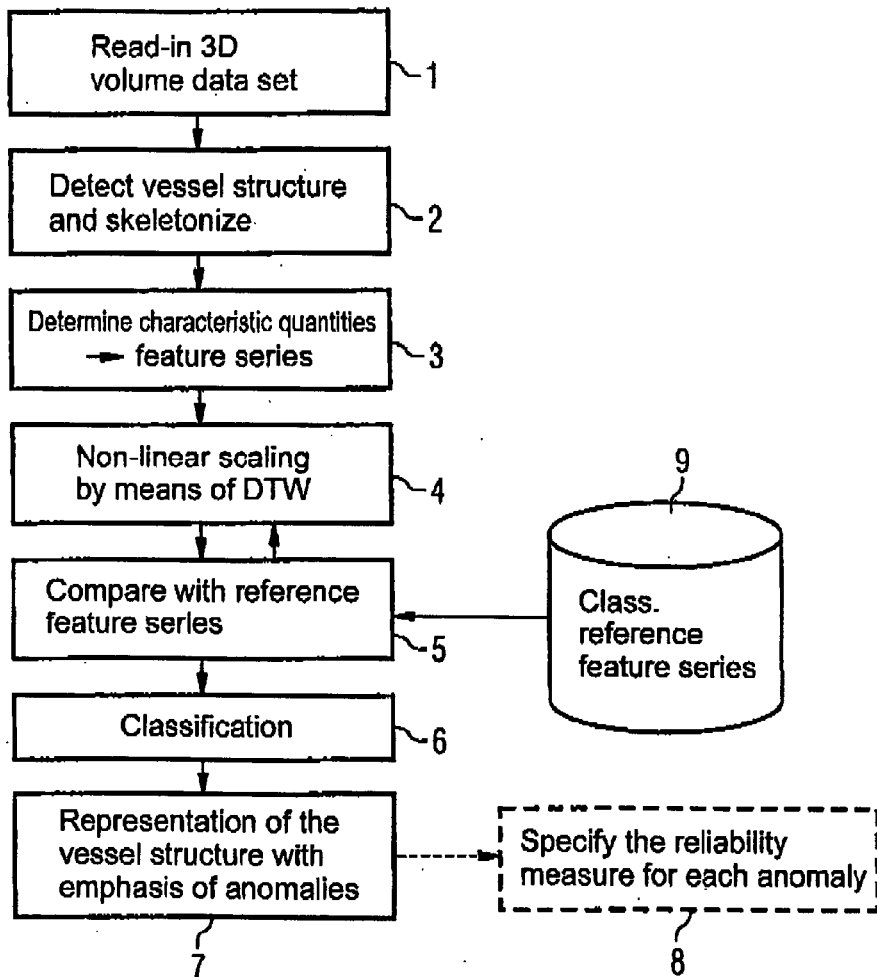 Read-in 3D
volume data set
1
Detect vessel structure
and skeletonize
2
Determine characteristic quantities
→ feature series
3
Non-linear scaling
by means of DTW
4
9
Compare with reference
feature series
5
Class.
reference
feature series
Classification
6
Representation of the
vessel structure with
emphasis of anomalies
7
Specify the reliability
measure for each anomaly
8